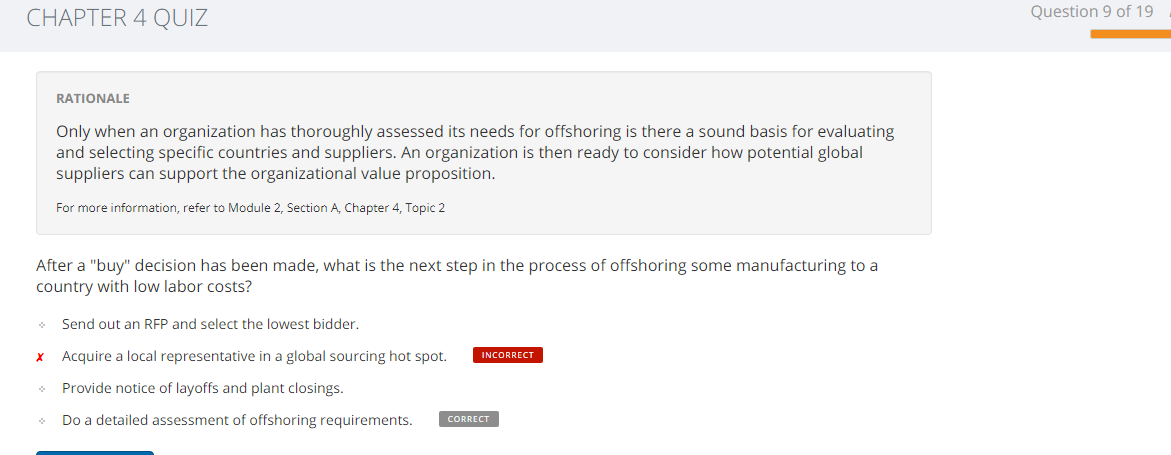 CHAPTER 4 QUIZ
Question 9 of 19
RATIONALE
Only when an organization has thoroughly assessed its needs for offshoring is there a sound basis for evaluating
and selecting specific countries and suppliers. An organization is then ready to consider how potential global
suppliers can support the organizational value proposition.
For more information, refer to Module 2, Section A, Chapter 4, Topic 2
After a "buy" decision has been made, what is the next step in the process of offshoring some manufacturing to a
country with low labor costs?
Send out an RFP and select the lowest bidder.
✗ Acquire a local representative in a global sourcing hot spot. INCORRECT
Provide notice of layoffs and plant closings.
Do a detailed assessment of offshoring requirements. CORRECT